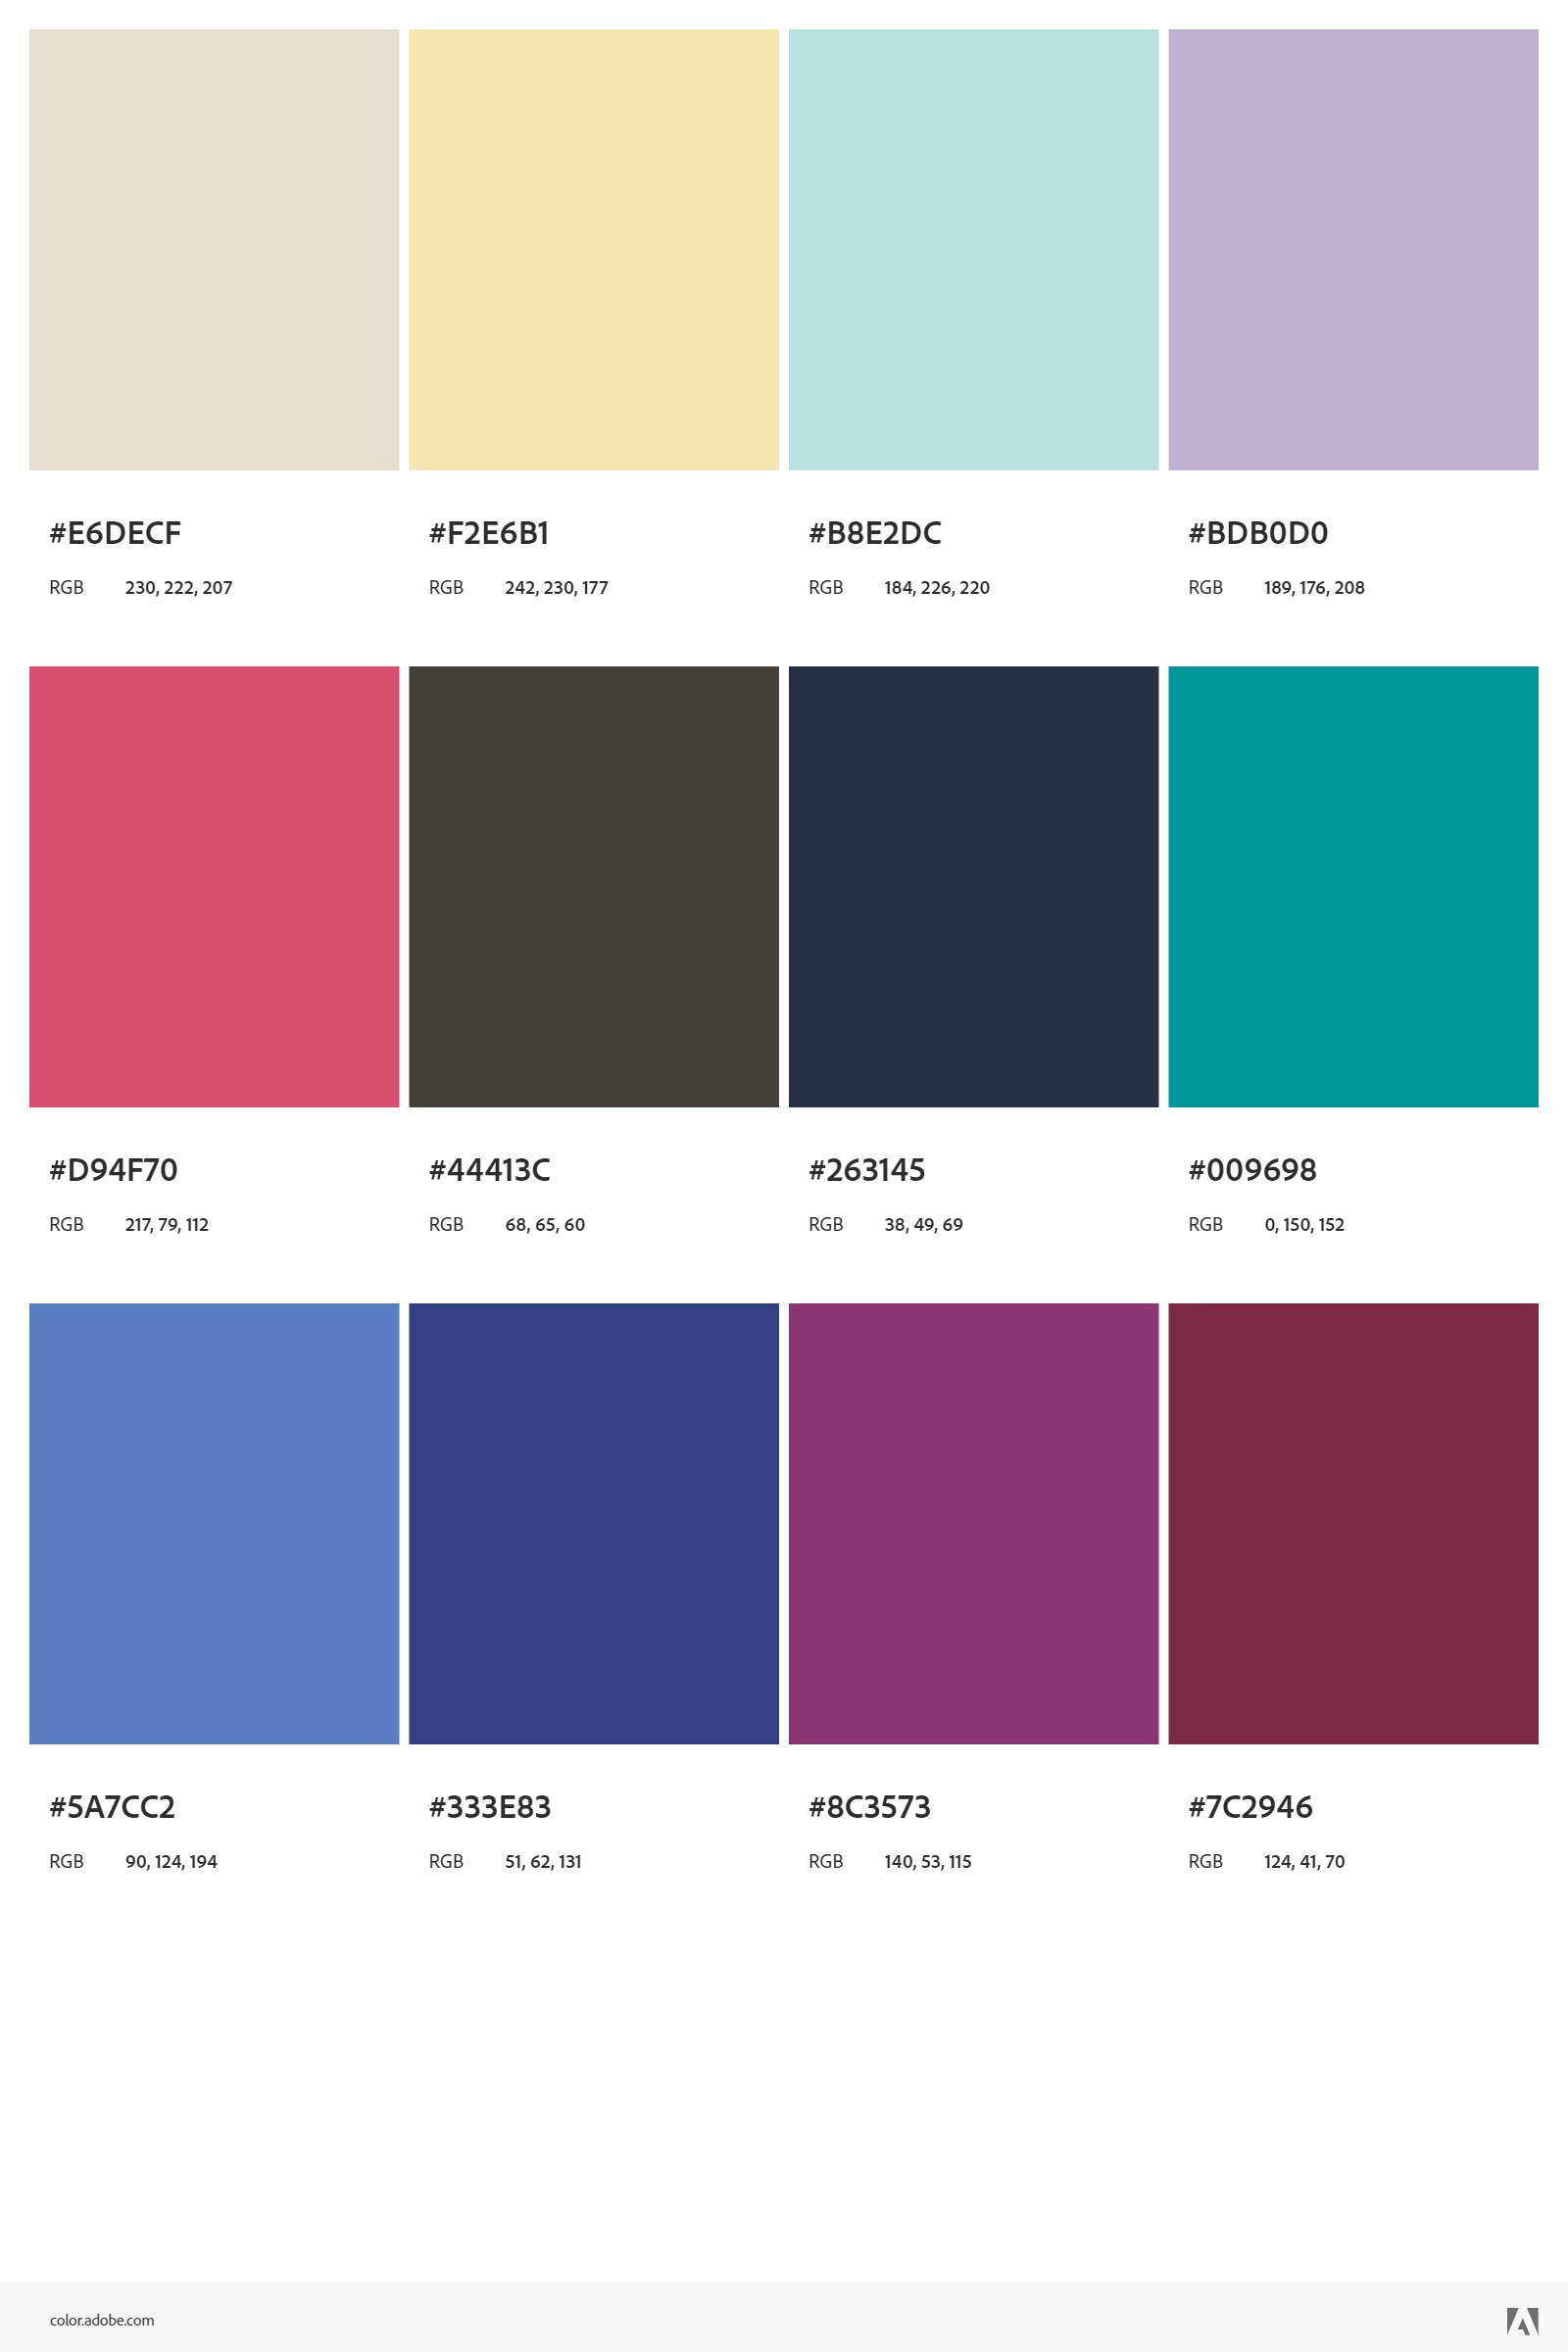 #E6DECF #F2E6B1 #B8E2DC #BDB0D0
RGB 230, 222, 207 RGB 242, 230, 177 RGB 184, 226, 220 RGB 189, 176, 208
#D94F70 #44413C #263145 #009698
RGB 217, 79, 112 RGB 68, 65, 60 RGB 38, 49, 69 RGB 0, 150, 152
#5A7CC2 #333E83 #8C3573 #7C2946
RGB 90, 124, 194 RGB 51, 62, 131 RGB 140, 53, 115 RGB 124, 41, 70
color.adobe.com